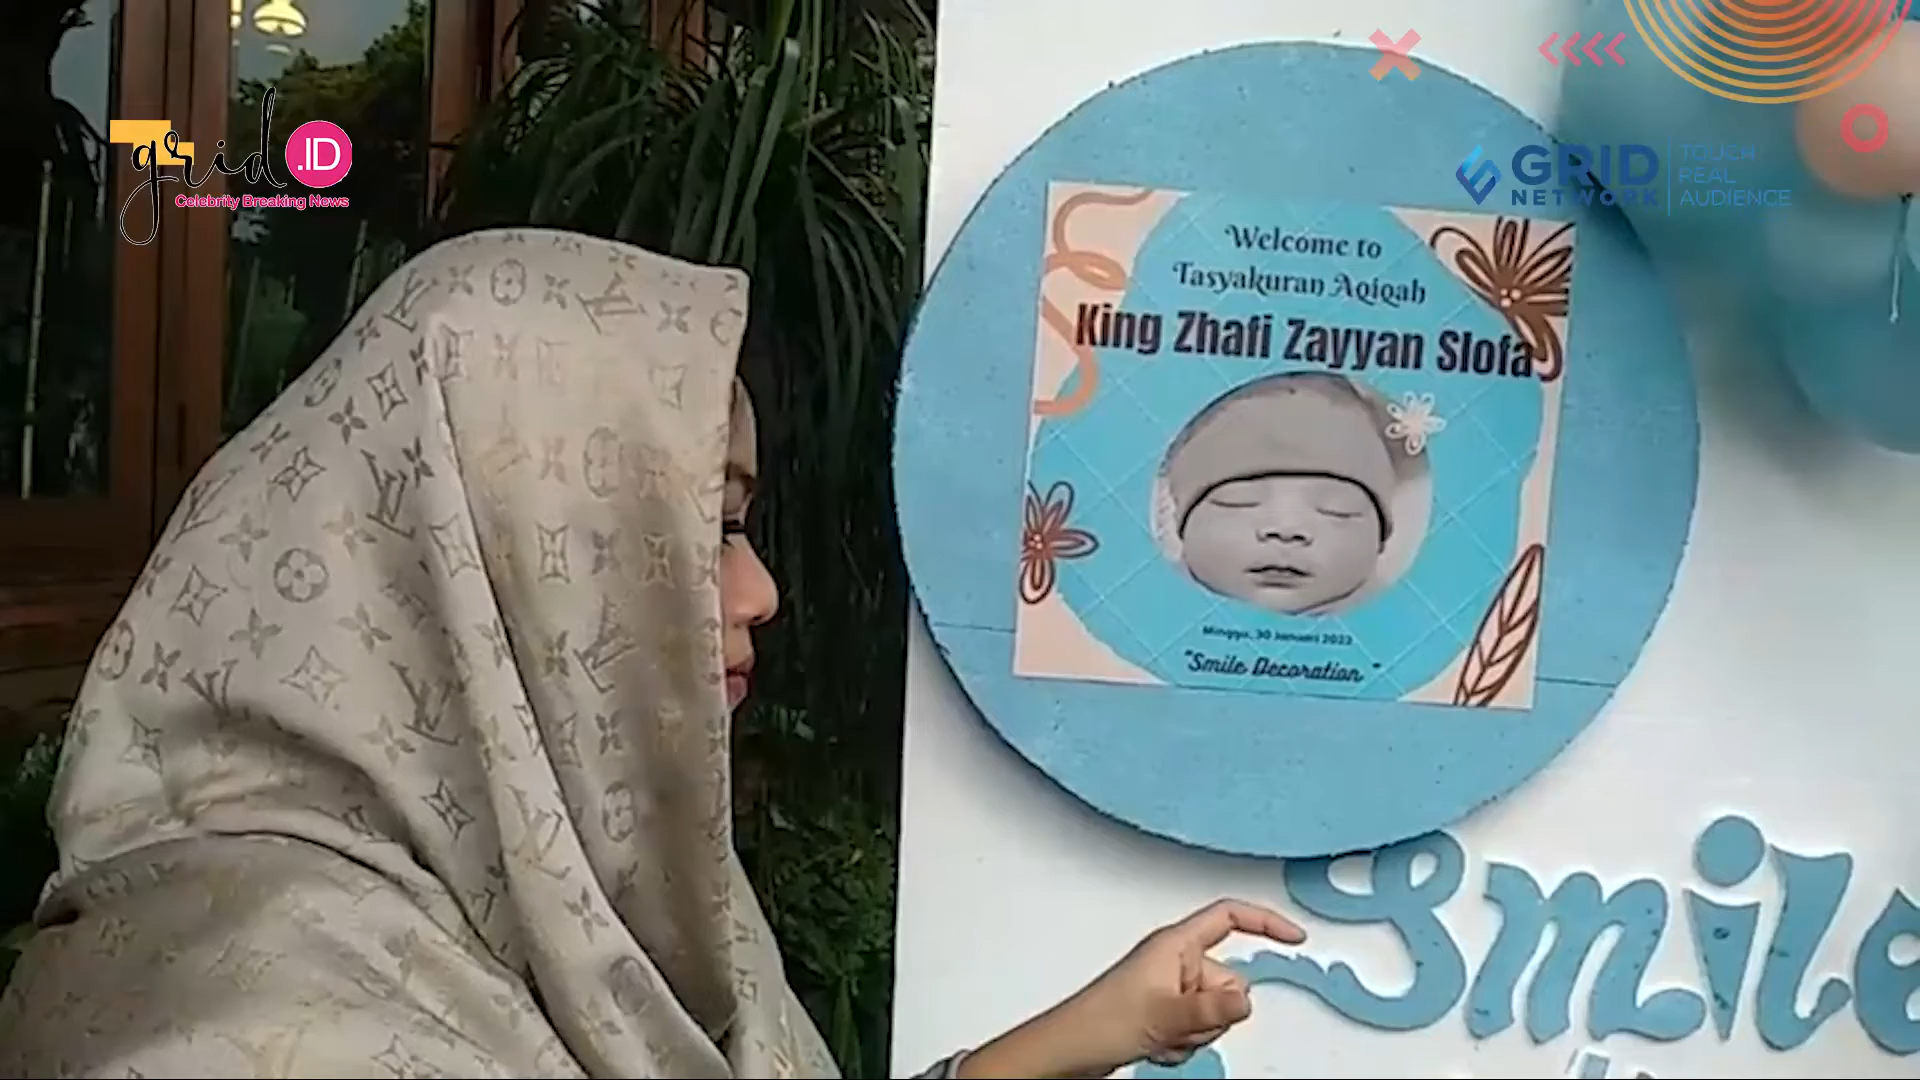 grid .ID
Celebrity Breaking News
GRID
NETWORK
TOUCH
REAL
AUDIENCE
Welcome to
Tasyakuran Aqiqah
King Zhafi Zayyan Slofa
Minggu, 30 Januari 2022
"Smile Decoration"
Smile